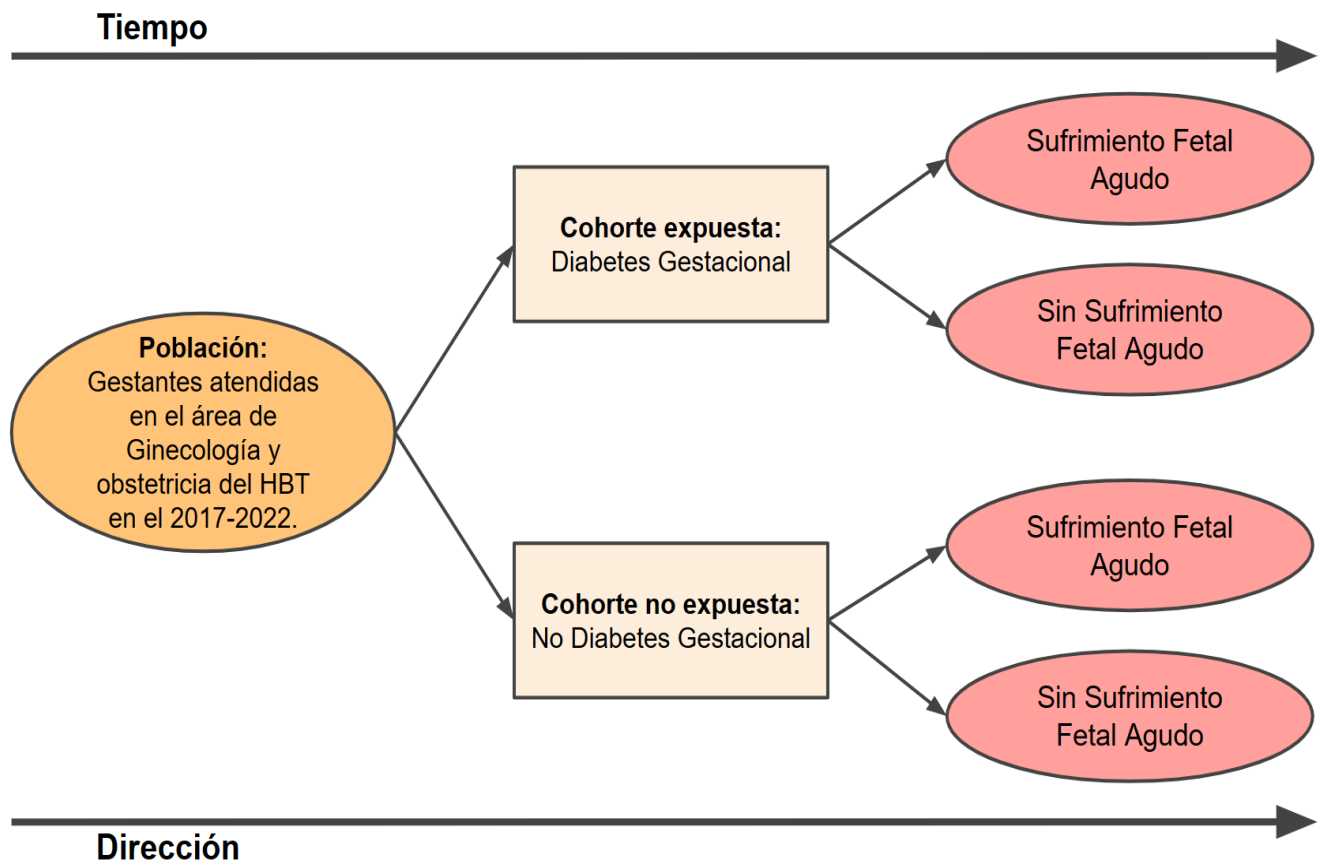 Tiempo
Población:
Gestantes atendidas
en el área de
Ginecología y
obstetricia del HBT
en el 2017-2022.
Cohorte expuesta:
Diabetes Gestacional
Sufrimiento Fetal
Agudo
Sin Sufrimiento
Fetal Agudo
Cohorte no expuesta:
No Diabetes Gestacional
Sufrimiento Fetal
Agudo
Sin Sufrimiento
Fetal Agudo
Dirección